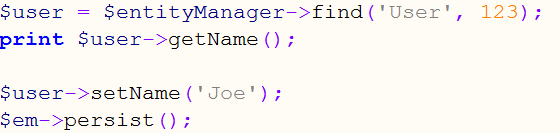 $user = $entityManager->find('User', 123);
print $user->getName();
$user->setName('Joe');
$em->persist();